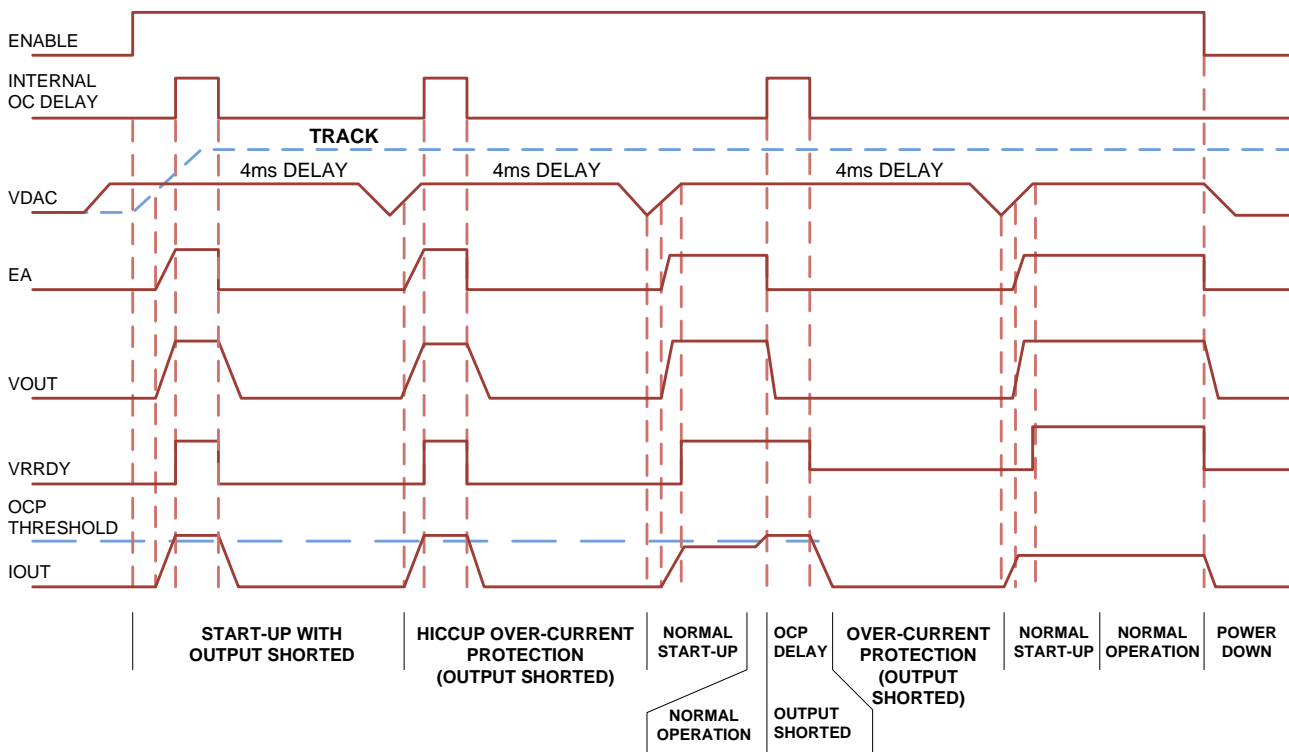 ENABLE
INTERNAL
OC DELAY
TRACK
4ms DELAY
4ms DELAY
4ms DELAY
VDAC
EA
VOUT
VRRDY
OCP
THRESHOLD
IOUT
START-UP WITH
OUTPUT SHORTED
HICCUP OVER-CURRENT
PROTECTION
(OUTPUT SHORTED)
NORMAL
START-UP
OCP
DELAY
OVER-CURRENT
PROTECTION
(OUTPUT
SHORTED)
NORMAL
START-UP
NORMAL
OPERATION
POWER
DOWN
NORMAL
OPERATION
OUTPUT
SHORTED